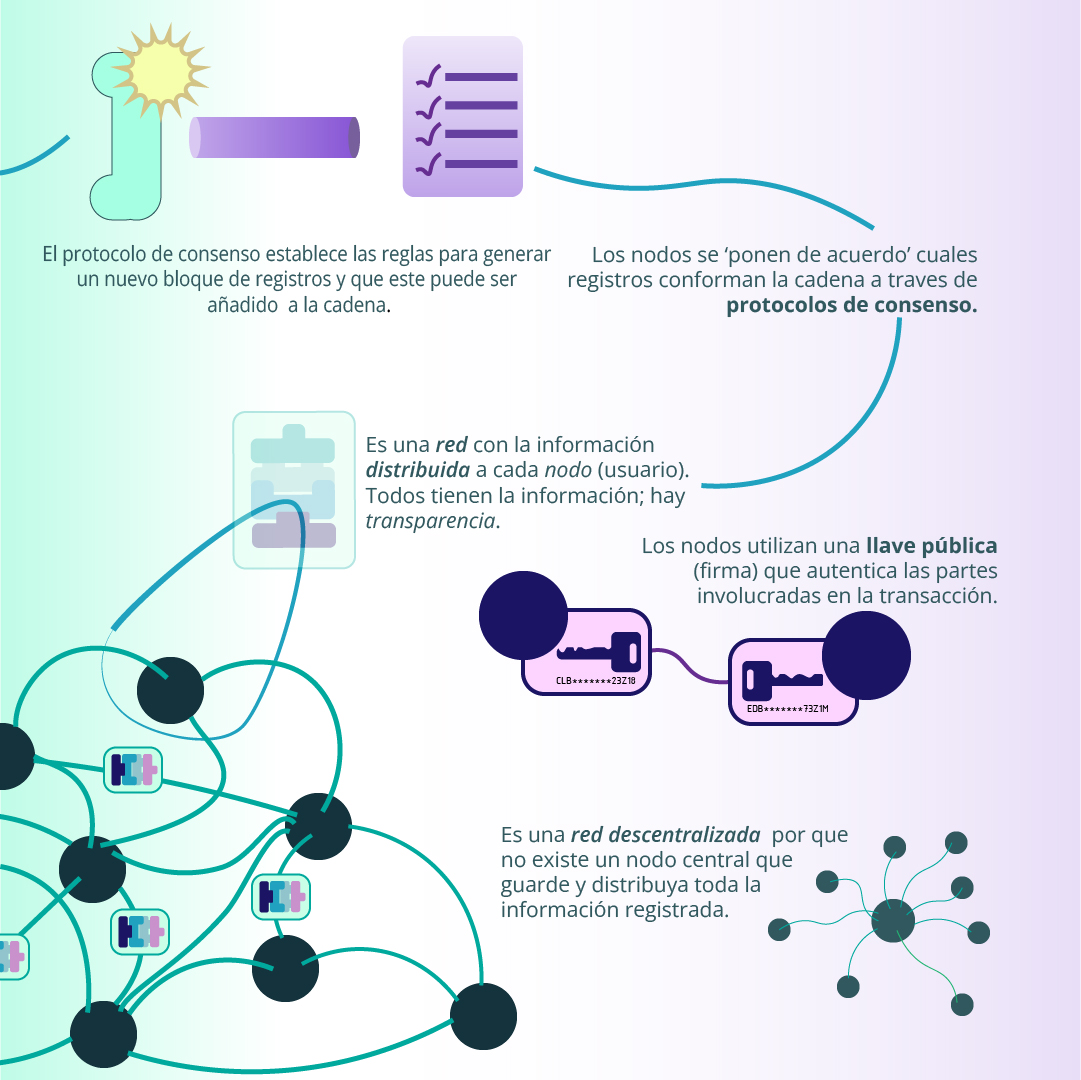 El protocolo de consenso establece las reglas para generar
un nuevo bloque de registros y que este puede ser
añadido  a la cadena.
Los nodos se ‘ponen de acuerdo’ cuales
registros conforman la cadena a traves de
protocolos de consenso.
Es una red con la información
distribuida a cada nodo (usuario).
Todos tienen la información; hay
transparencia.
Los nodos utilizan una llave pública
(firma) que autentica las partes
involucradas en la transacción.
CLB*******23Z18
EDB*******73Z1M
Es una red descentralizada  por que
no existe un nodo central que
guarde y distribuya toda la
información registrada.